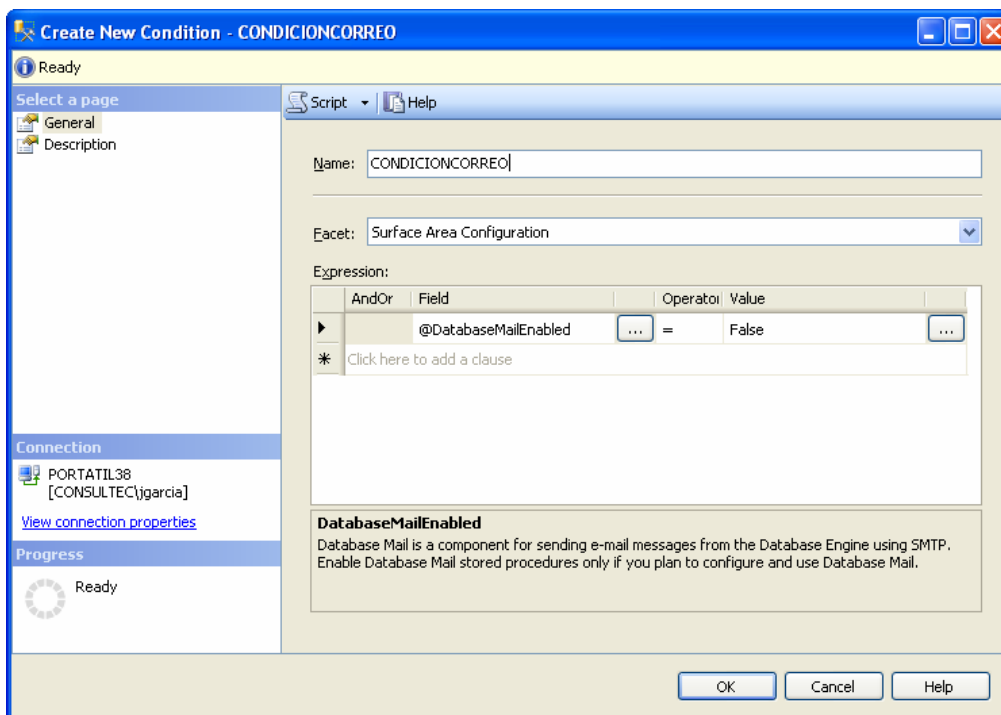 Create New Condition - CONDICIONCORREO
Ready
Select a page
General
Description
Script
Help
Name: CONDICIONCORREO
Facet: Surface Area Configuration
Expression:
AndOr Field Operator Value
@DatabaseMailEnabled ... = False ...
Click here to add a clause
Connection
PORTATIL38
[CONSULTEC\jgarcia]
View connection properties
Progress
Ready
DatabaseMailEnabled
Database Mail is a component for sending e-mail messages from the Database Engine using SMTP.
Enable Database Mail stored procedures only if you plan to configure and use Database Mail.
OK Cancel Help